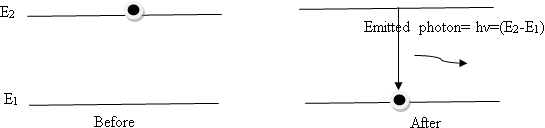 E₂
Emitted photon= hν=(E₂-E₁)
E₁
Before
After